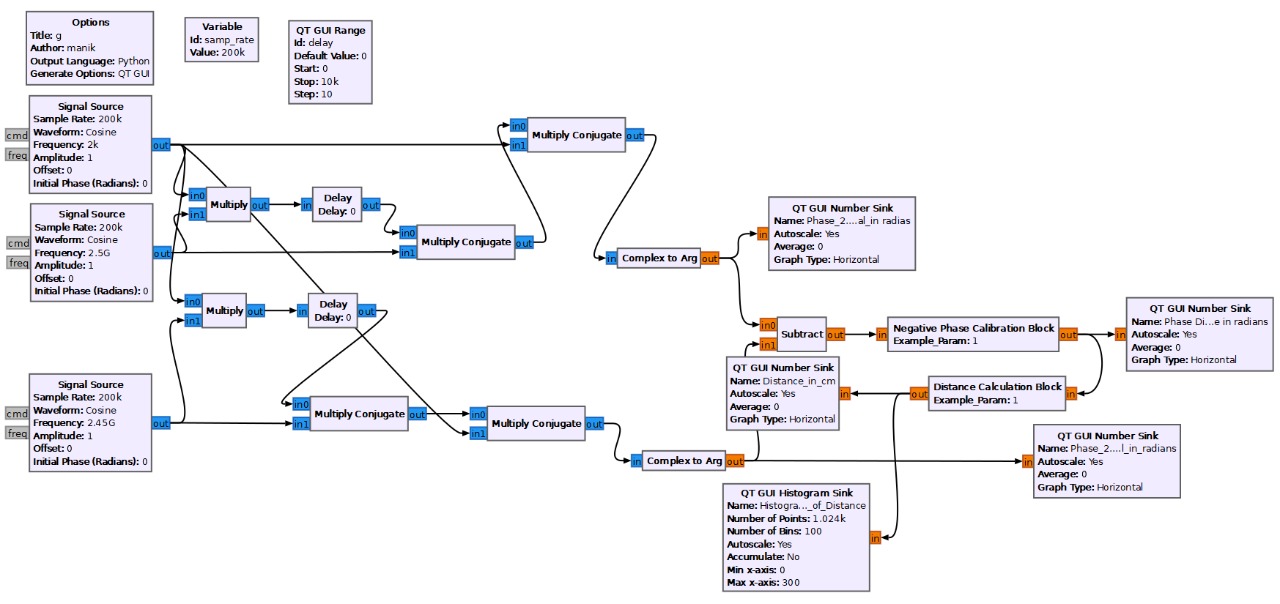 Options
Title: g
Author: manik
Output Language: Python
Generate Options: QT GUI
Variable
Id: samp_rate
Value: 200k
QT GUI Range
Id: delay
Default Value: 0
Start: 0
Stop: 10k
Step: 10
Signal Source
Sample Rate: 200k
Waveform: Cosine
Frequency: 2k
Amplitude: 1
Offset: 0
Initial Phase (Radians): 0
cmd
freq
out
in0
in1
Multiply Conjugate
out
in0
in1
Multiply
out
in
Delay
Delay: 0
out
Signal Source
Sample Rate: 200k
Waveform: Cosine
Frequency: 2.5G
Amplitude: 1
Offset: 0
Initial Phase (Radians): 0
cmd
freq
out
in0
in1
Multiply Conjugate
out
in
Complex to Arg
out
QT GUI Number Sink
Name: Phase_2....al_in radias
Autoscale: Yes
Average: 0
Graph Type: Horizontal
in
in0
in1
Multiply
out
in
Delay
Delay: 0
out
in0
in1
Subtract
out
in
Negative Phase Calibration Block
Example_Param: 1
out
in
QT GUI Number Sink
Name: Phase Di...e in radians
Autoscale: Yes
Average: 0
Graph Type: Horizontal
QT GUI Number Sink
Name: Distance_in_cm
Autoscale: Yes
Average: 0
Graph Type: Horizontal
in
out
Distance Calculation Block
Example_Param: 1
in
Signal Source
Sample Rate: 200k
Waveform: Cosine
Frequency: 2.45G
Amplitude: 1
Offset: 0
Initial Phase (Radians): 0
cmd
freq
out
in0
in1
Multiply Conjugate
out
in0
in1
Multiply Conjugate
out
in
Complex to Arg
out
in
QT GUI Number Sink
Name: Phase_2....l_in_radians
Autoscale: Yes
Average: 0
Graph Type: Horizontal
QT GUI Histogram Sink
Name: Histogra..._of_Distance
Number of Points: 1.024k
Number of Bins: 100
Autoscale: Yes
Accumulate: No
Min x-axis: 0
Max x-axis: 300
in